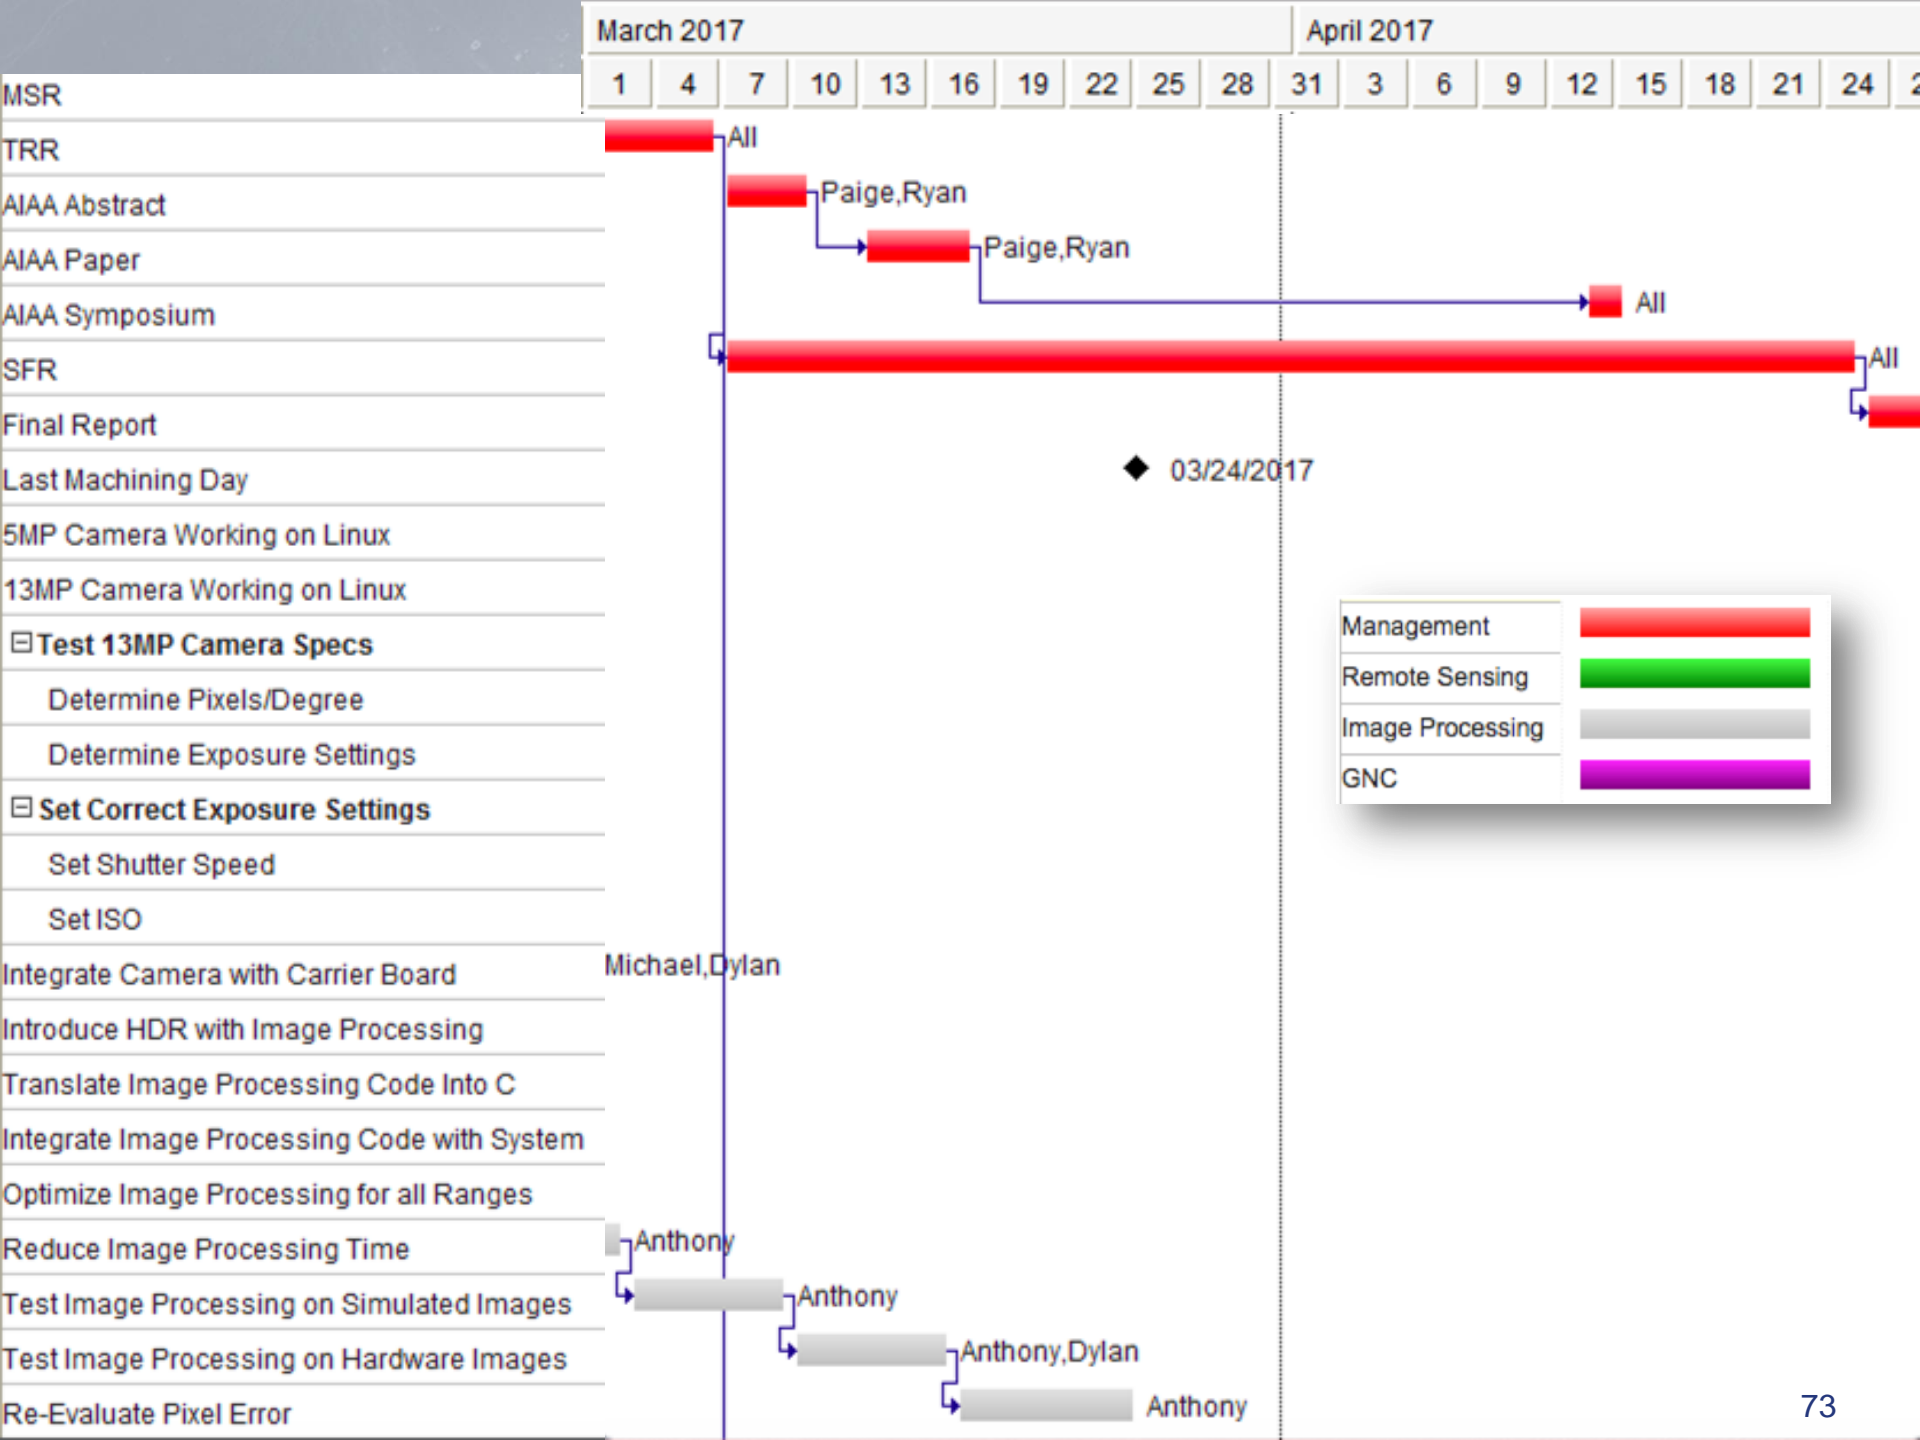 March 2017 April 2017
1 4 7 10 13 16 19 22 25 28 31 3 6 9 12 15 18 21 24
MSR
All
TRR
Paige,Ryan
AIAA Abstract
Paige,Ryan
AIAA Paper
All
AIAA Symposium
All
SFR
Final Report
03/24/2017
Last Machining Day
5MP Camera Working on Linux
13MP Camera Working on Linux
Test 13MP Camera Specs
Determine Pixels/Degree
Determine Exposure Settings
Set Correct Exposure Settings
Set Shutter Speed
Set ISO
Michael,Dylan
Integrate Camera with Carrier Board
Introduce HDR with Image Processing
Translate Image Processing Code Into C
Integrate Image Processing Code with System
Optimize Image Processing for all Ranges
Anthony
Reduce Image Processing Time
Anthony
Test Image Processing on Simulated Images
Anthony,Dylan
Test Image Processing on Hardware Images
Anthony
Re-Evaluate Pixel Error
Management
Remote Sensing
Image Processing
GNC
73